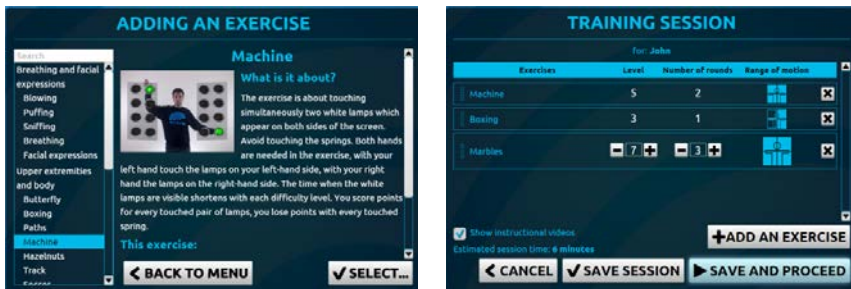 ADDING AN EXERCISE
Search
Breathing and facial
expressions
Blowing
Puffing
Sniffing
Breathing
Facial expressions
Upper extremities
and body
Butterfly
Boxing
Paths
Machine
Hazelnuts
Track
Soccer
Machine
What is it about?
The exercise is about touching
simultaneously two white lamps which
appear on both sides of the screen.
Avoid touching the springs. Both hands
are needed in the exercise, with your
left hand touch the lamps on your left-hand side, with your right
hand the lamps on the right-hand side. The time when the white
lamps are visible shortens with each difficulty level. You score points
for every touched pair of lamps, you lose points with every touched
spring.
This exercise:
BACK TO MENU
SELECT...
TRAINING SESSION
for: John
Exercises Level Number of rounds Range of motion
Machine 5 2
Boxing 3 1
Marbles 7 3
Show instructional videos
Estimated session time: 6 minutes
+ADD AN EXERCISE
CANCEL SAVE SESSION SAVE AND PROCEED